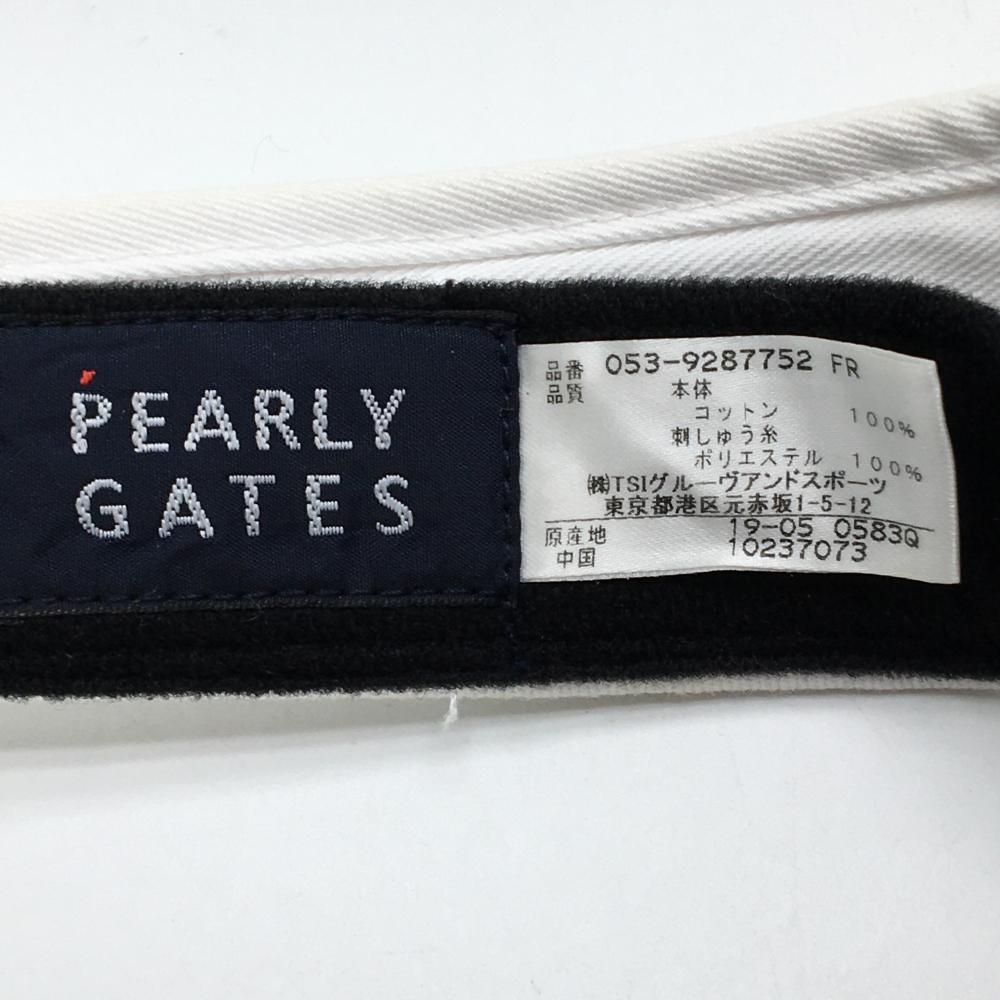 PEARLY
GATES
品番 053-9287752 FR
品質 本体
コットン 100%
刺しゅう糸
ポリエステル 100%
㈱TSIグルーヴアンドスポーツ
東京都港区元赤坂1-5-12
原産地 19-05 0583Q
中国 10237073